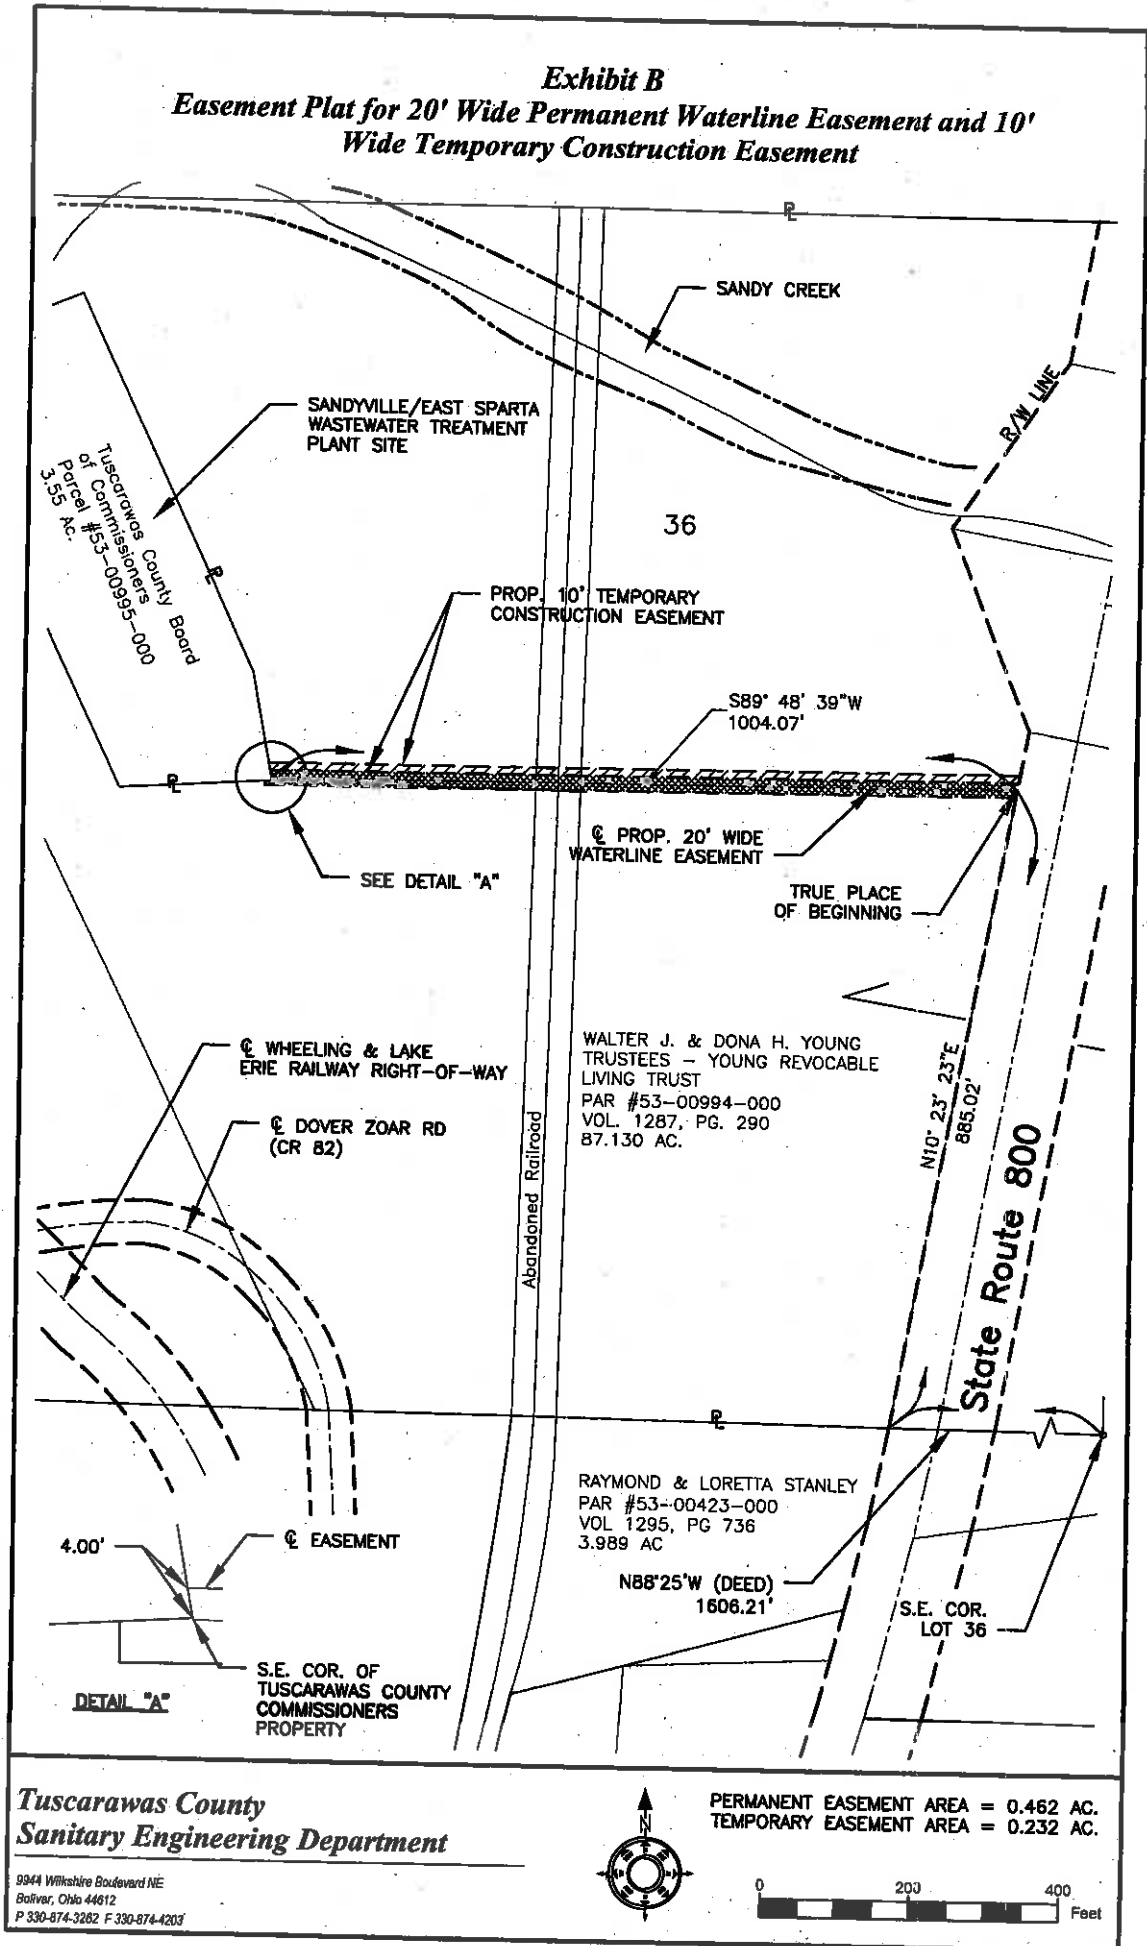 Exhibit B
Easement Plat for 20' Wide Permanent Waterline Easement and 10'
Wide Temporary Construction Easement
P̲L
SANDY CREEK
R/W LINE
SANDYVILLE/EAST SPARTA
WASTEWATER TREATMENT
PLANT SITE
Tuscarawas County Board
of Commissioners
Parcel #53-00995-000
3.55 Ac.
PL
36
PROP. 10' TEMPORARY
CONSTRUCTION EASEMENT
S89° 48' 39"W
1004.07'
PL
℄ PROP. 20' WIDE
WATERLINE EASEMENT
SEE DETAIL "A"
TRUE PLACE
OF BEGINNING
℄ WHEELING & LAKE
ERIE RAILWAY RIGHT-OF-WAY
℄ DOVER ZOAR RD
(CR 82)
WALTER J. & DONA H. YOUNG
TRUSTEES - YOUNG REVOCABLE
LIVING TRUST
PAR #53-00994-000
VOL. 1287, PG. 290
87.130 AC.
N10° 23' 23"E
885.02'
Abandoned Railroad
State Route 800
PL
RAYMOND & LORETTA STANLEY
PAR #53-00423-000
VOL 1295, PG 736
3.989 AC
N88°25'W (DEED)
1606.21'
S.E. COR.
LOT 36
4.00'
℄ EASEMENT
S.E. COR. OF
TUSCARAWAS COUNTY
COMMISSIONERS
PROPERTY
DETAIL "A"
Tuscarawas County
Sanitary Engineering Department
9944 Wilkshire Boulevard NE
Bolivar, Ohio 44612
P 330-874-3262 F 330-874-4203
N
PERMANENT EASEMENT AREA = 0.462 AC.
TEMPORARY EASEMENT AREA = 0.232 AC.
0 200 400
Feet